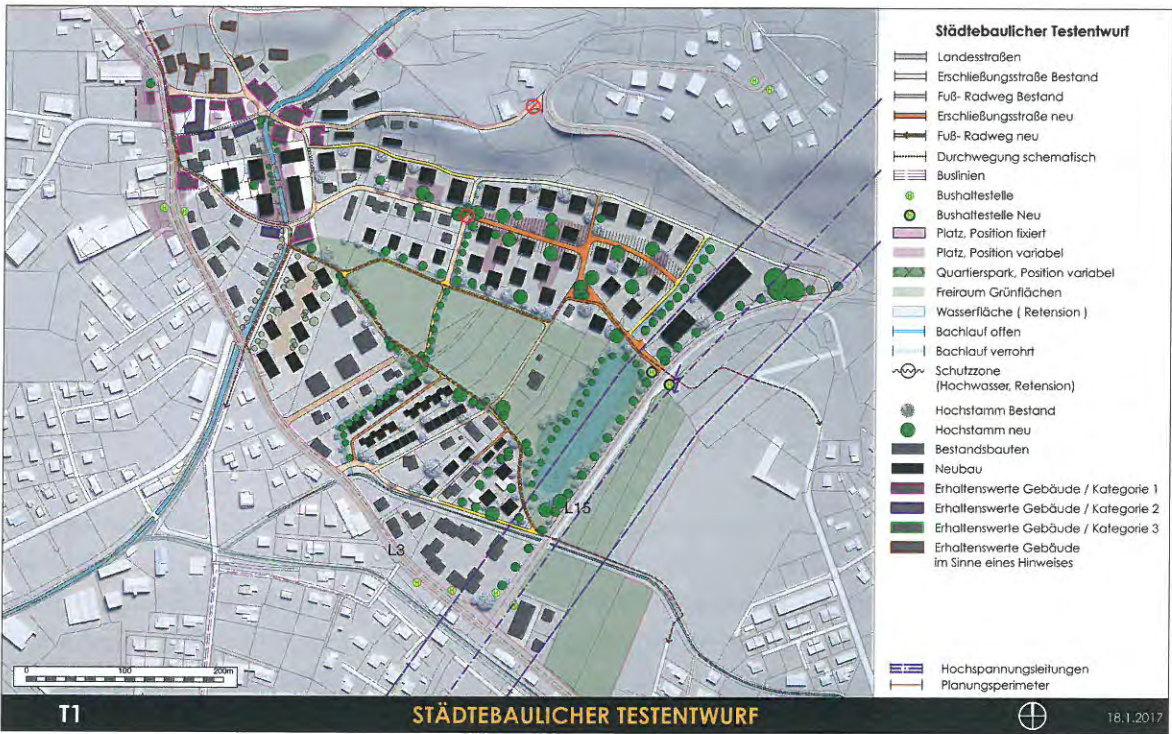 Städtebaulicher Testentwurf
Landesstraßen
Erschließungsstraße Bestand
Fuß- Radweg Bestand
Erschließungsstraße neu
Fuß- Radweg neu
Durchwegung schematisch
Buslinien
Bushaltestelle
Bushaltestelle Neu
Platz, Position fixiert
Platz, Position variabel
Quartierspark, Position variabel
Freiraum Grünflächen
Wasserfläche ( Retension )
Bachlauf offen
Bachlauf verrohrt
Schutzzone
(Hochwasser, Retension)
Hochstamm Bestand
Hochstamm neu
Bestandsbauten
Neubau
Erhaltenswerte Gebäude / Kategorie 1
Erhaltenswerte Gebäude / Kategorie 2
Erhaltenswerte Gebäude / Kategorie 3
Erhaltenswerte Gebäude
im Sinne eines Hinweises
Hochspannungsleitungen
Planungsperimeter
L15
L3
0 100 200m
T1 STÄDTEBAULICHER TESTENTWURF 18.1.2017